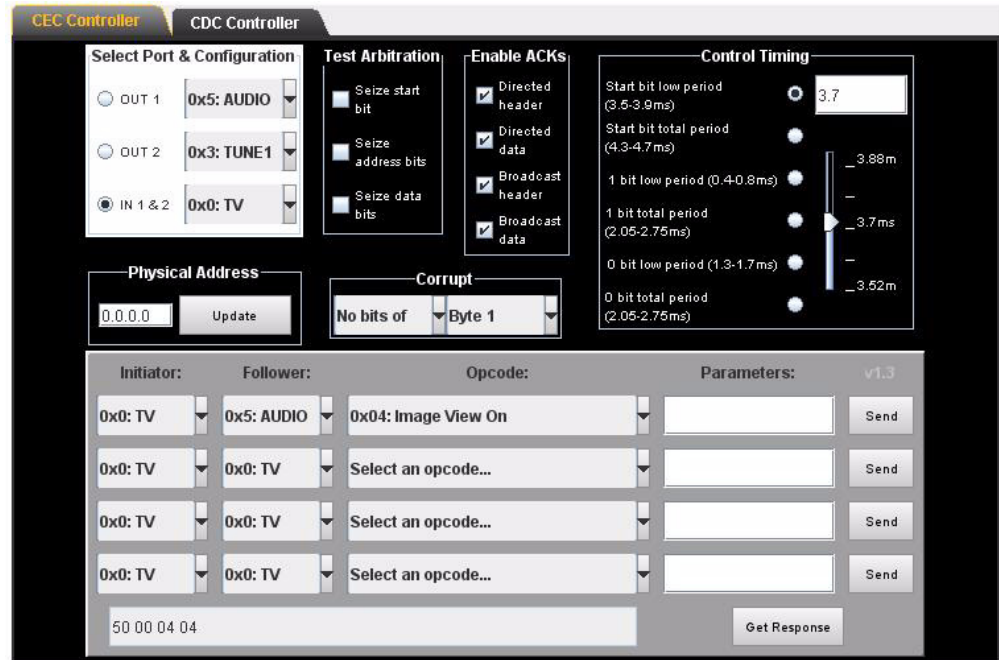 CEC Controller
CDC Controller
Select Port & Configuration
OUT 1
0x5: AUDIO
OUT 2
0x3: TUNE1
IN 1 & 2
0x0: TV
Test Arbitration
Seize start
bit
Seize
address bits
Seize data
bits
Enable ACKs
Directed
header
Directed
data
Broadcast
header
Broadcast
data
Control Timing
Start bit low period
(3.5-3.9ms)
3.7
Start bit total period
(4.3-4.7ms)
1 bit low period (0.4-0.8ms)
1 bit total period
(2.05-2.75ms)
0 bit low period (1.3-1.7ms)
0 bit total period
(2.05-2.75ms)
_3.88m
_3.7ms
_3.52m
Physical Address
0.0.0.0
Update
Corrupt
No bits of
Byte 1
Initiator: Follower: Opcode: Parameters: v1.3
0x0: TV 0x5: AUDIO 0x04: Image View On Send
0x0: TV 0x0: TV Select an opcode... Send
0x0: TV 0x0: TV Select an opcode... Send
0x0: TV 0x0: TV Select an opcode... Send
50 00 04 04 Get Response